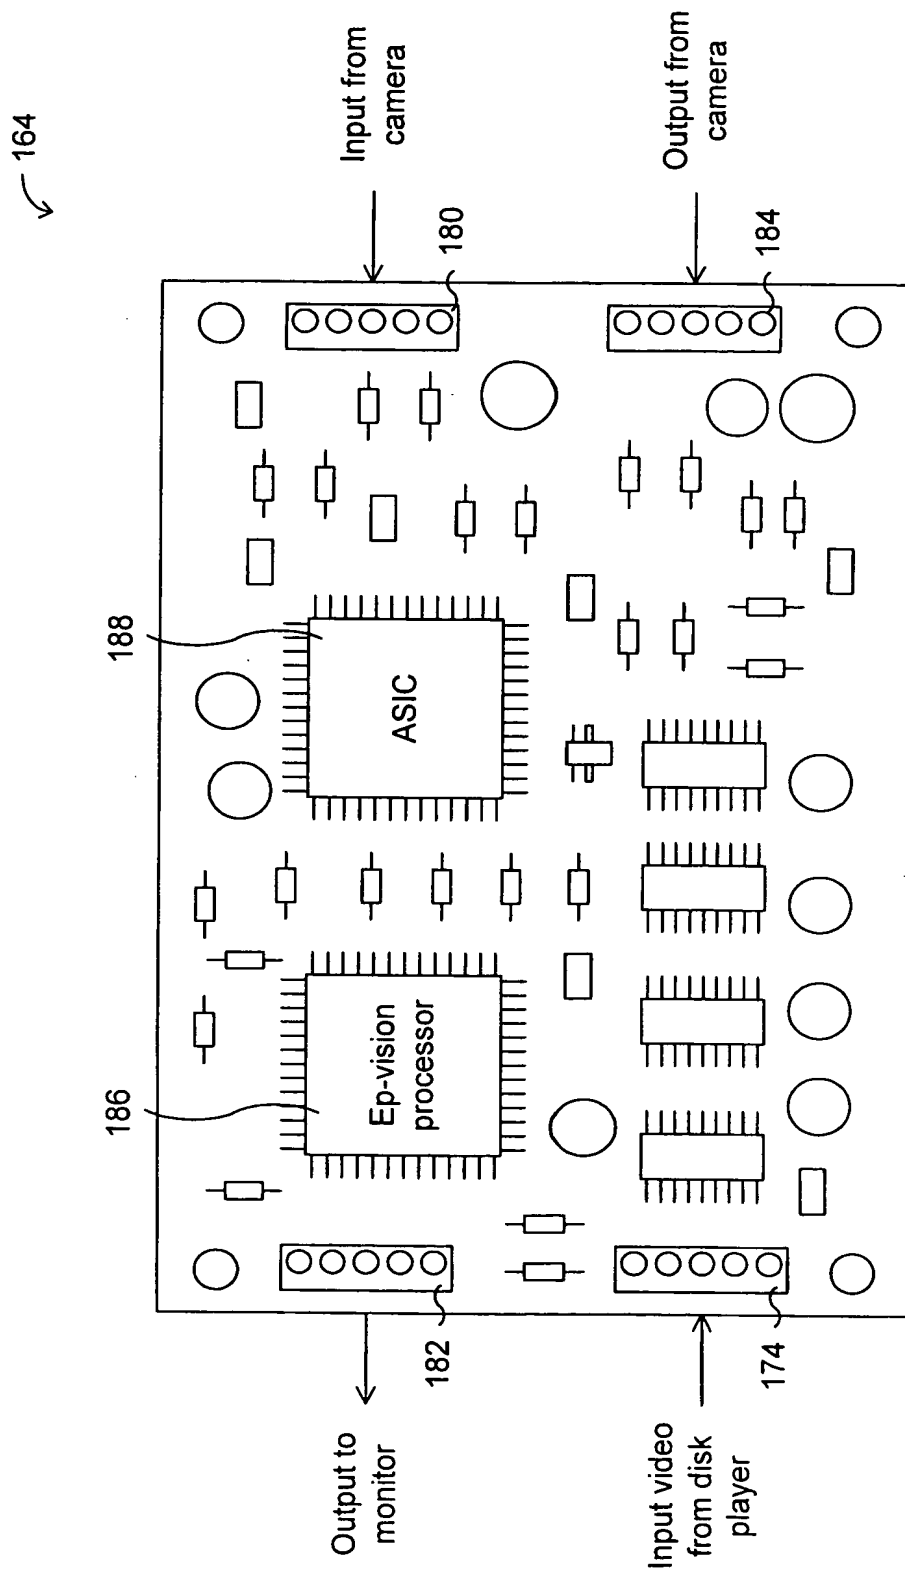 164
Input from
camera
Output from
camera
180
184
188
ASIC
186
Ep-vision
processor
182
174
Output to
monitor
Input video
from disk
player